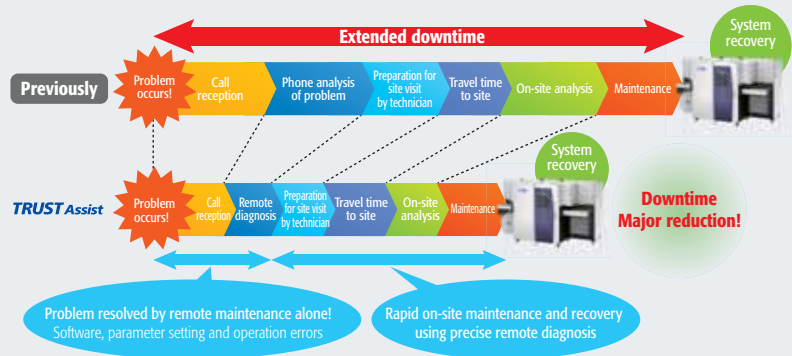 Extended downtime
System
recovery
Previously
Problem
occurs!
Call
reception
Phone analysis
of problem
Preparation for
site visit
by technician
Travel time
to site
On-site analysis
Maintenance
TRUST Assist
Problem
occurs!
Call
reception
Remote
diagnosis
Preparation
for site visit
by technician
Travel time
to site
On-site
analysis
Maintenance
System
recovery
Downtime
Major reduction!
Problem resolved by remote maintenance alone!
Software, parameter setting and operation errors
Rapid on-site maintenance and recovery
using precise remote diagnosis